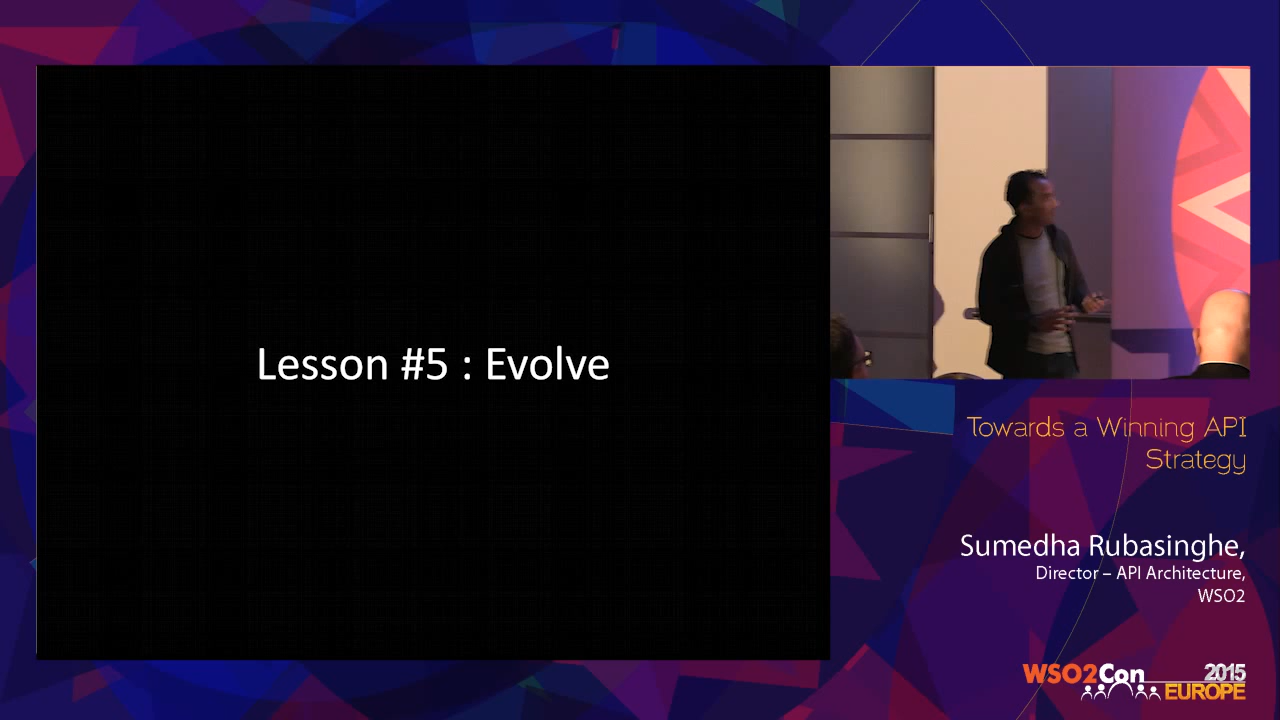 Lesson #5 : Evolve
Towards a Winning API
Strategy
Sumedha Rubasinghe,
Director – API Architecture,
WSO2
WSO2Con 2015
EUROPE